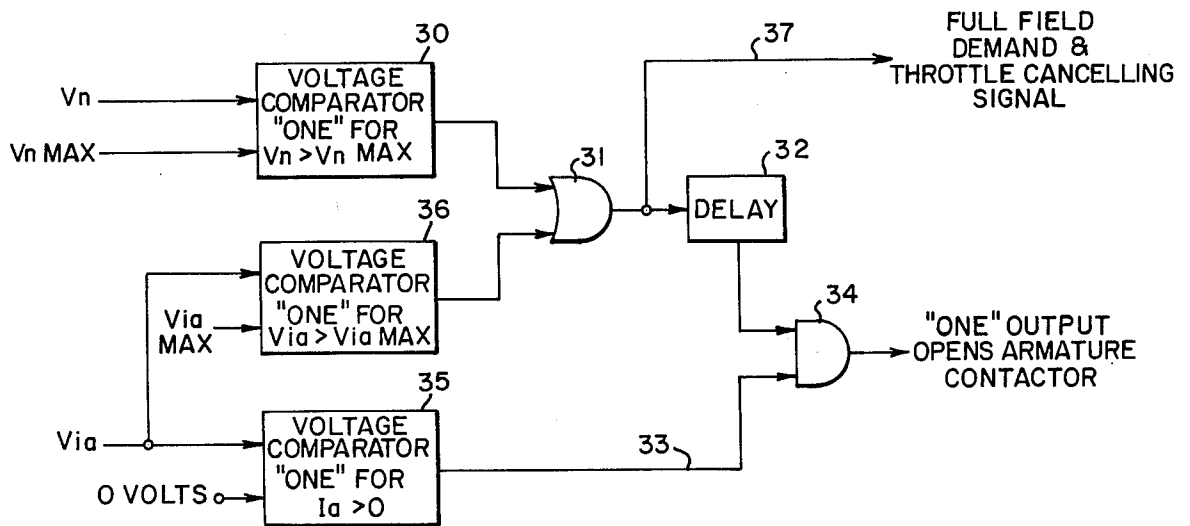 30
VOLTAGE
COMPARATOR
"ONE" FOR
Vn > Vn MAX
Vn
Vn MAX
31
37
FULL FIELD
DEMAND &
THROTTLE CANCELLING
SIGNAL
32
DELAY
36
VOLTAGE
COMPARATOR
"ONE" FOR
Via > Via MAX
Via
MAX
34
"ONE" OUTPUT
OPENS ARMATURE
CONTACTOR
35
VOLTAGE
COMPARATOR
"ONE" FOR
Ia > O
Via
O VOLTS
33